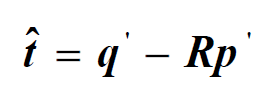 t̂ = q' − Rp'